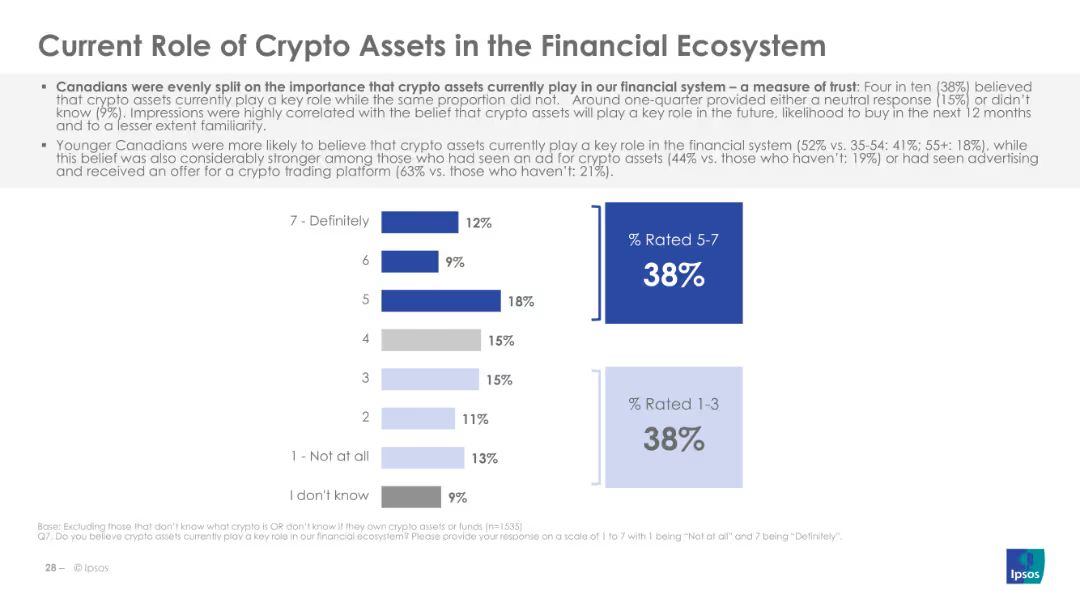 Current Role of Crypto Assets in the Financial Ecosystem
▪ Canadians were evenly split on the importance that crypto assets currently play in our financial system – a measure of trust: Four in ten (38%) believed
that crypto assets currently play a key role while the same proportion did not. Around one-quarter provided either a neutral response (15%) or didn't
know (9%). Impressions were highly correlated with the belief that crypto assets will play a key role in the future, likelihood to buy in the next 12 months
and to a lesser extent familiarity.
▪ Younger Canadians were more likely to believe that crypto assets currently play a key role in the financial system (52% vs. 35-54: 41%; 55+: 18%), while
this belief was also considerably stronger among those who had seen an ad for crypto assets (44% vs. those who haven't: 19%) or had seen advertising
and received an offer for a crypto trading platform (63% vs. those who haven't: 21%).
7 - Definitely 12%
6 9%
5 18%
4 15%
3 15%
2 11%
1 - Not at all 13%
I don't know 9%
% Rated 5-7
38%
% Rated 1-3
38%
Base: Excluding those that don't know what crypto is OR don't know if they own crypto assets or funds (n=1535)
Q7. Do you believe crypto assets currently play a key role in our financial ecosystem? Please provide your response on a scale of 1 to 7 with 1 being "Not at all" and 7 being "Definitely".
28 – © Ipsos
Ipsos